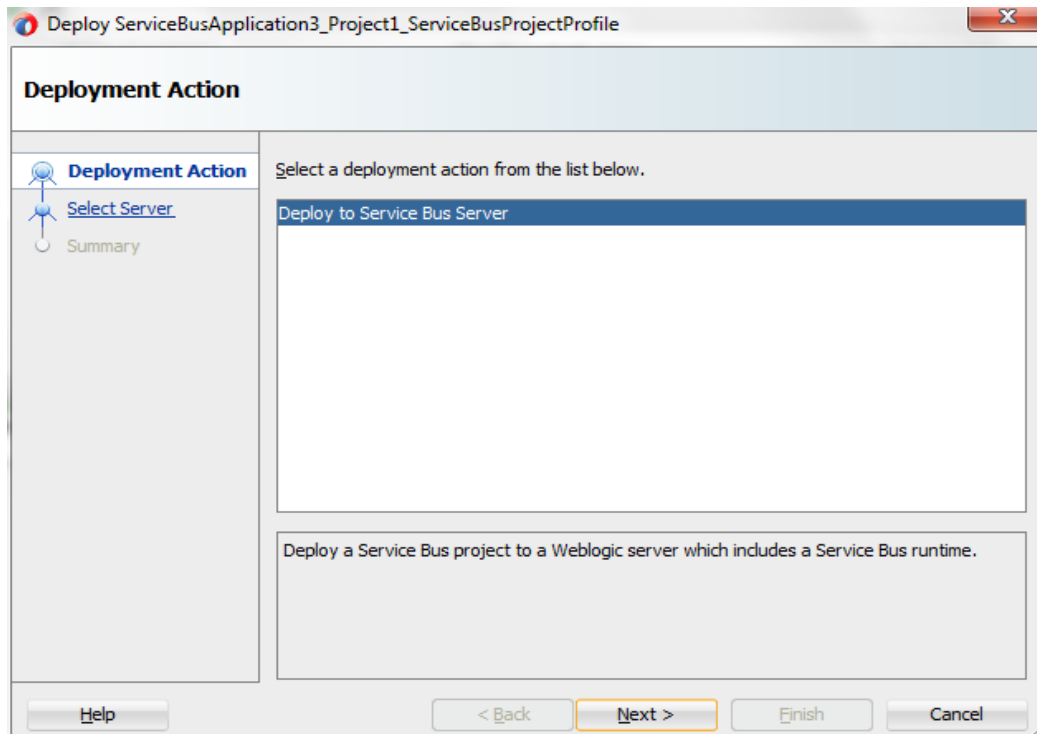 Deploy ServiceBusApplication3_Project1_ServiceBusProjectProfile
Deployment Action
Deployment Action
Select Server
Summary
Select a deployment action from the list below.
Deploy to Service Bus Server
Deploy a Service Bus project to a Weblogic server which includes a Service Bus runtime.
Help
< Back
Next >
Finish
Cancel